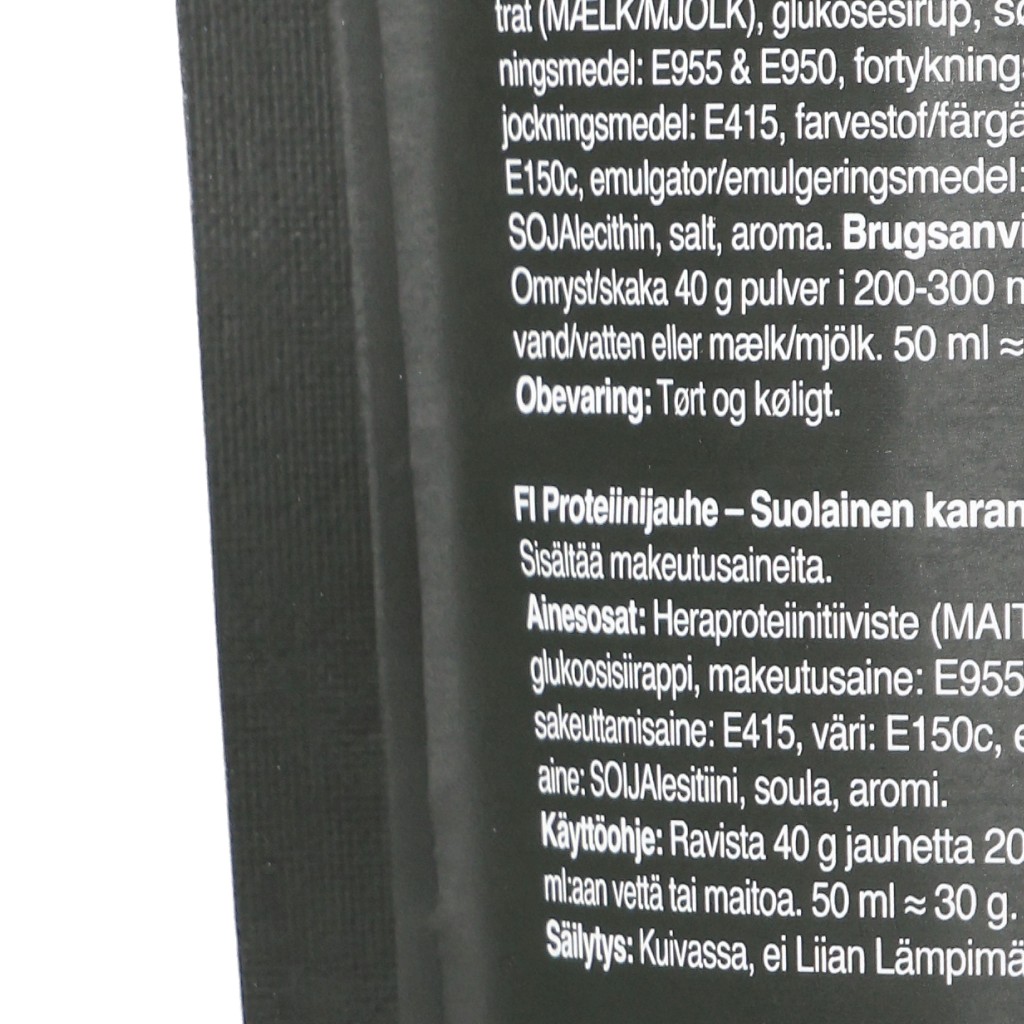 trat (MÆLK/MJÖLK), glukosesirup,
ningsmedel: E955 & E950, fortykning
jockningsmedel: E415, farvestof/färgä
E150c, emulgator/emulgeringsmedel:
SOJAlecithin, salt, aroma. Brugsanvi
Omryst/skaka 40 g pulver i 200-300
vand/vatten eller mælk/mjölk. 50 ml ≈
Obevaring: Tørt og køligt.
FI Proteiinijauhe – Suolainen karam
Sisältää makeutusaineita.
Ainesosat: Heraproteiinitiiviste (MAIT
glukoosisiirappi, makeutusaine: E955
sakeuttamisaine: E415, väri: E150c, e
aine: SOIJAlesitiini, soula, aromi.
Käyttöohje: Ravista 40 g jauhetta 20
ml:aan vettä tai maitoa. 50 ml ≈ 30 g.
Säilytys: Kuivassa, ei Liian Lämpimä